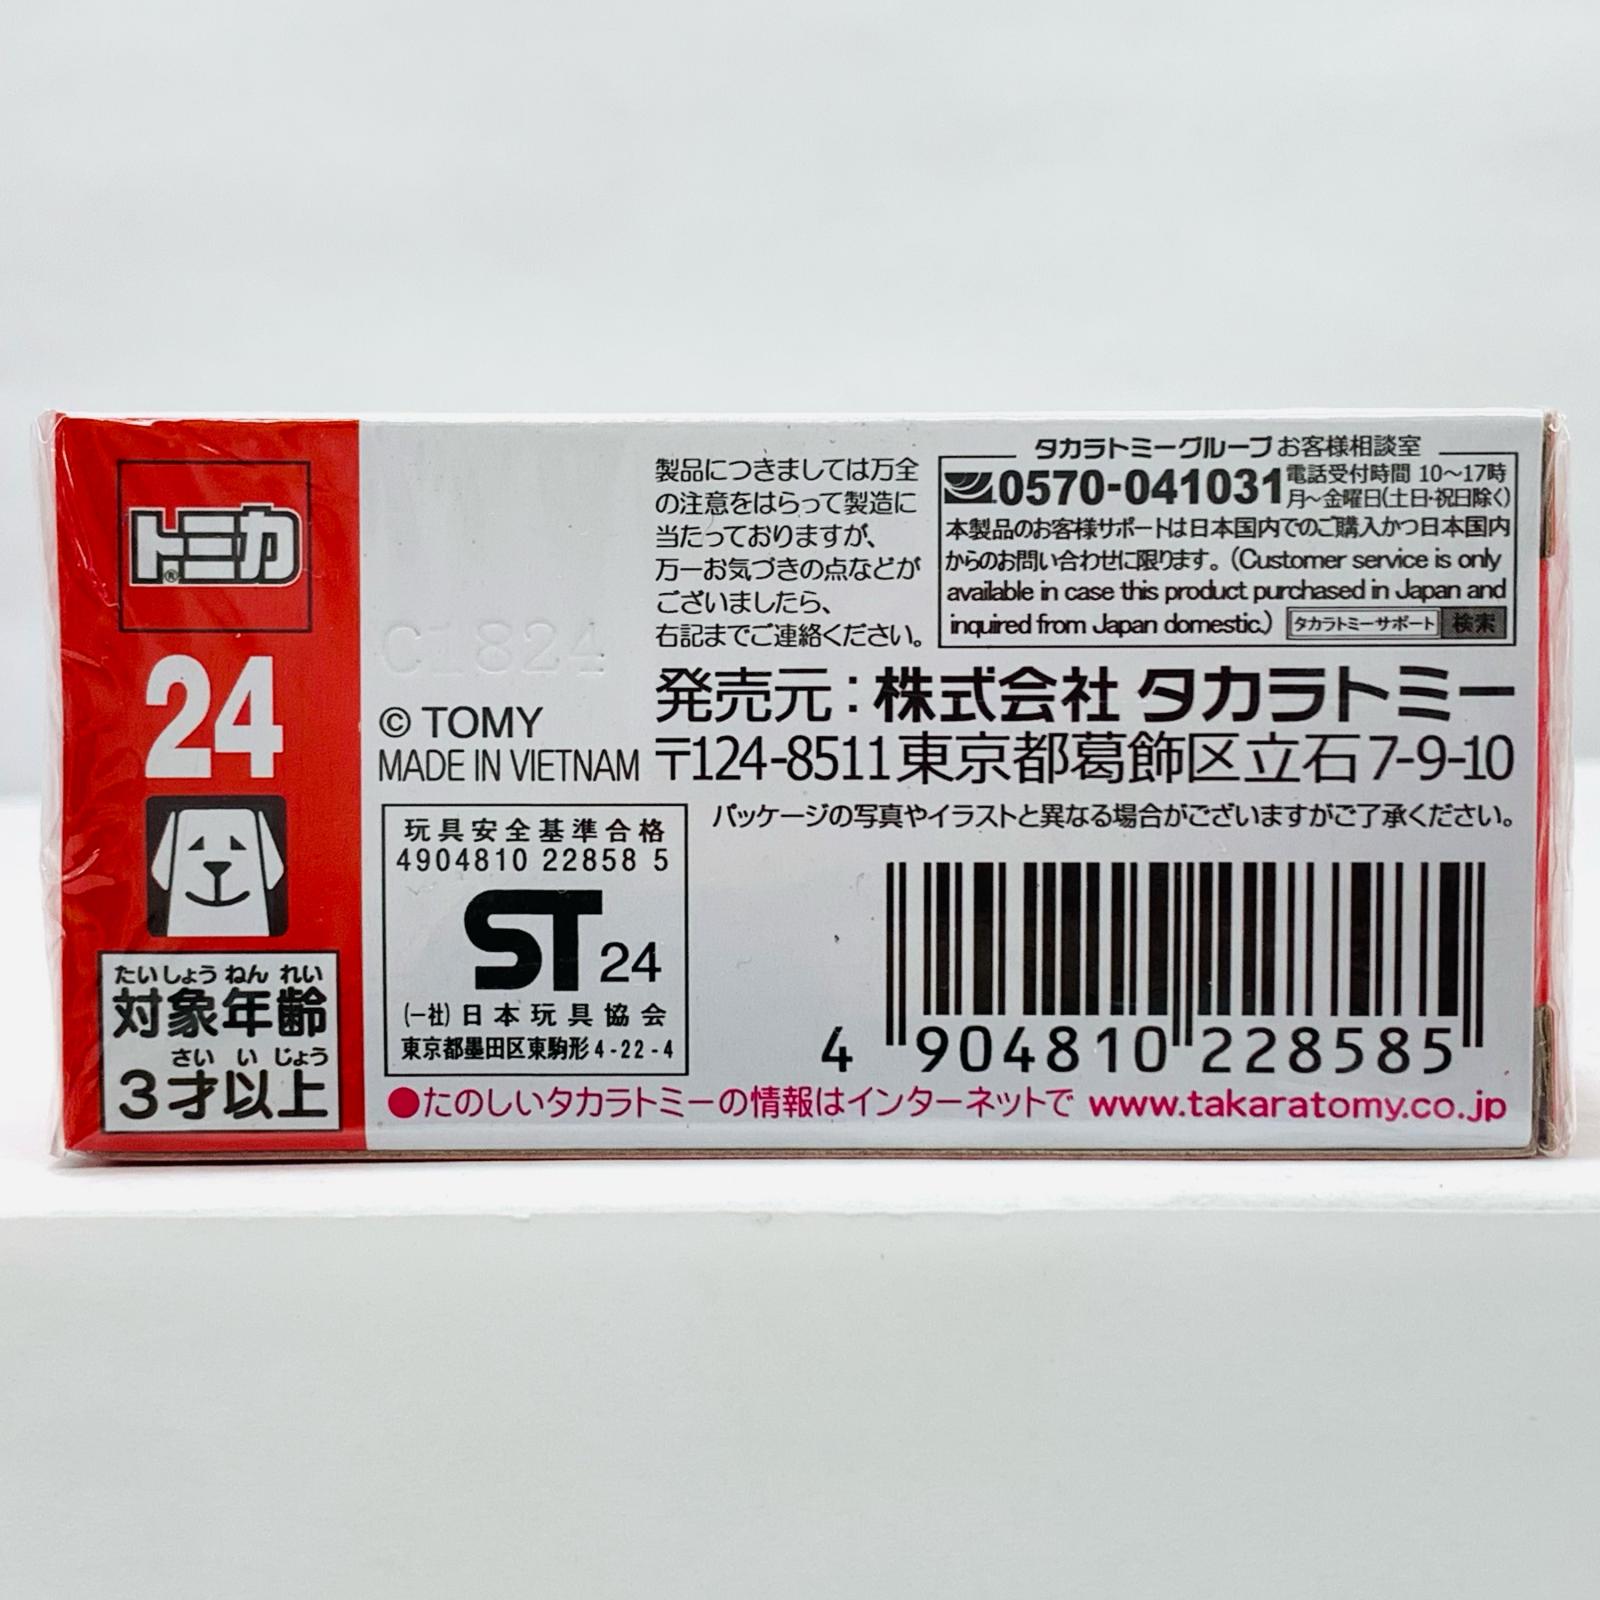 トミカ®
24
たいしょう ねん れい
対象年齢
さい い じょう
3才以上
C1824
© TOMY
MADE IN VIETNAM
玩具安全基準合格
4904810 22858 5
ST 24
(一社)日本玩具協会
東京都墨田区東駒形4-22-4
製品につきましては万全
の注意をはらって製造に
当たっておりますが、
万一お気づきの点などが
ございましたら、
右記までご連絡ください。
タカラトミーグループお客様相談室
0570-041031
電話受付時間 10〜17時
月〜金曜日(土日・祝日除く)
本製品のお客様サポートは日本国内でのご購入かつ日本国内
からのお問い合わせに限ります。(Customer service is only
available in case this product purchased in Japan and
inquired from Japan domestic.) タカラトミーサポート 検索
発売元:株式会社 タカラトミー
〒124-8511東京都葛飾区立石7-9-10
パッケージの写真やイラストと異なる場合がございますがご了承ください。
4 904810 228585
●たのしいタカラトミーの情報はインターネットで www.takaratomy.co.jp